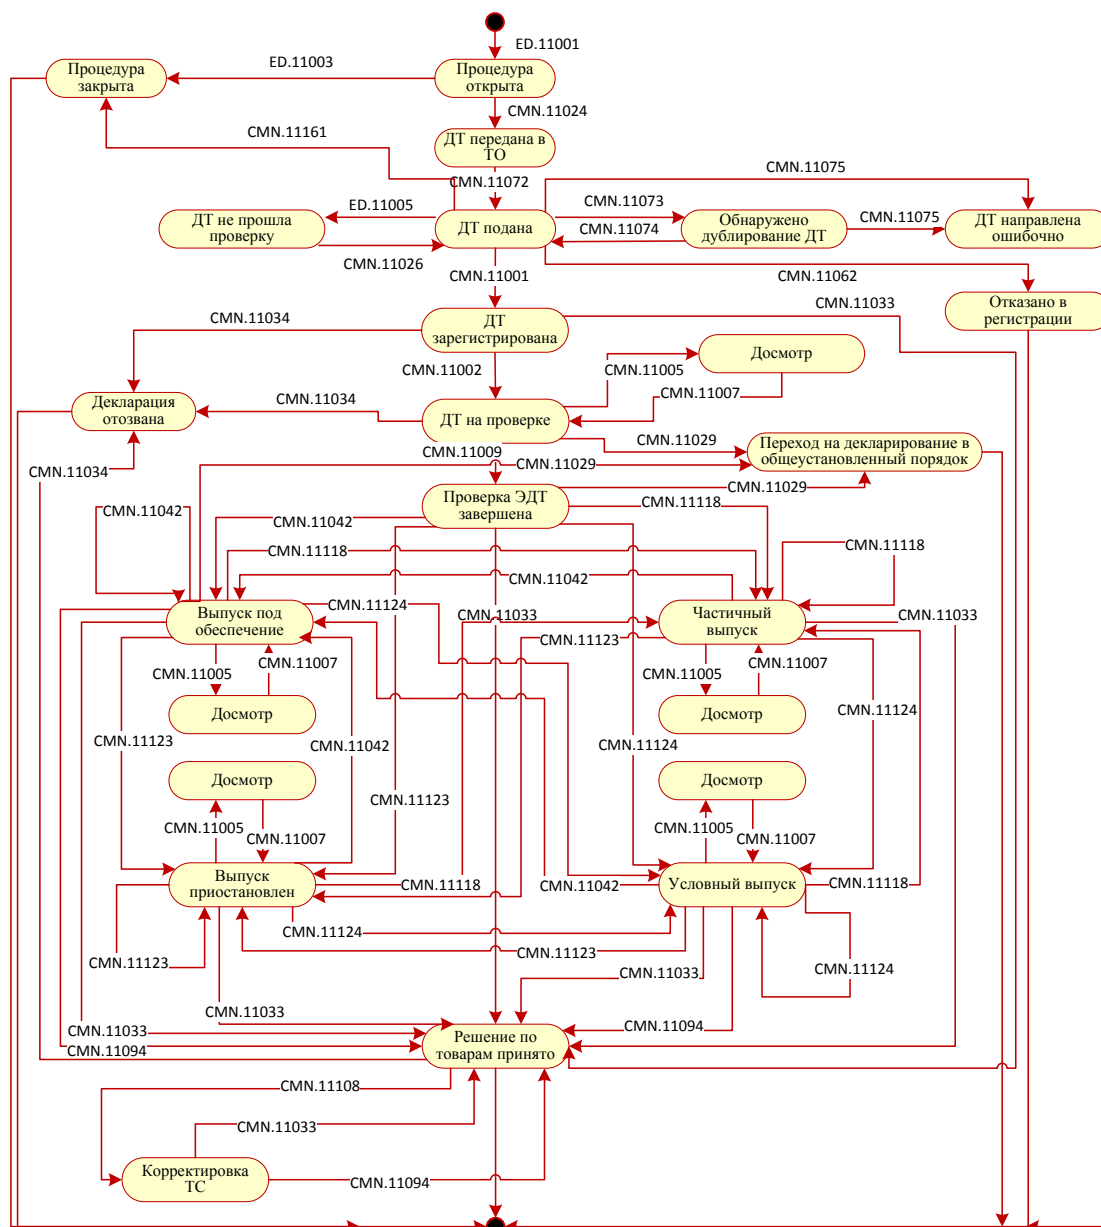 ED.11001
Процедура
закрыта
ED.11003
Процедура
открыта
CMN.11024
CMN.11161
ДТ передана в
ТО
CMN.11072
CMN.11075
ДТ не прошла
проверку
ED.11005
ДТ подана
CMN.11073
CMN.11074
Обнаружено
дублирование ДТ
CMN.11075
ДТ направлена
ошибочно
CMN.11026
CMN.11001
CMN.11062
CMN.11033
Отказано в
регистрации
CMN.11034
ДТ
зарегистрирована
CMN.11002
CMN.11005
Досмотр
CMN.11007
Декларация
отозвана
CMN.11034
ДТ на проверке
CMN.11029
Переход на декларирование в
общеустановленный порядок
CMN.11034
CMN.11009
CMN.11029
CMN.11029
CMN.11042
Проверка ЭДТ
завершена
CMN.11118
CMN.11042
CMN.11118
CMN.11118
CMN.11042
CMN.11124
Выпуск под
обеспечение
CMN.11033
CMN.11123
Частичный
выпуск
CMN.11033
CMN.11005
CMN.11007
CMN.11005
CMN.11007
Досмотр
Досмотр
CMN.11124
CMN.11123
CMN.11042
CMN.11124
Досмотр
CMN.11123
Досмотр
CMN.11005
CMN.11007
CMN.11005
CMN.11007
Выпуск
приостановлен
CMN.11118
CMN.11042
Условный выпуск
CMN.11118
CMN.11124
CMN.11123
CMN.11123
CMN.11124
CMN.11033
CMN.11033
CMN.11033
CMN.11094
CMN.11094
Решение по
товарам принято
CMN.11108
CMN.11033
Корректировка
ТС
CMN.11094